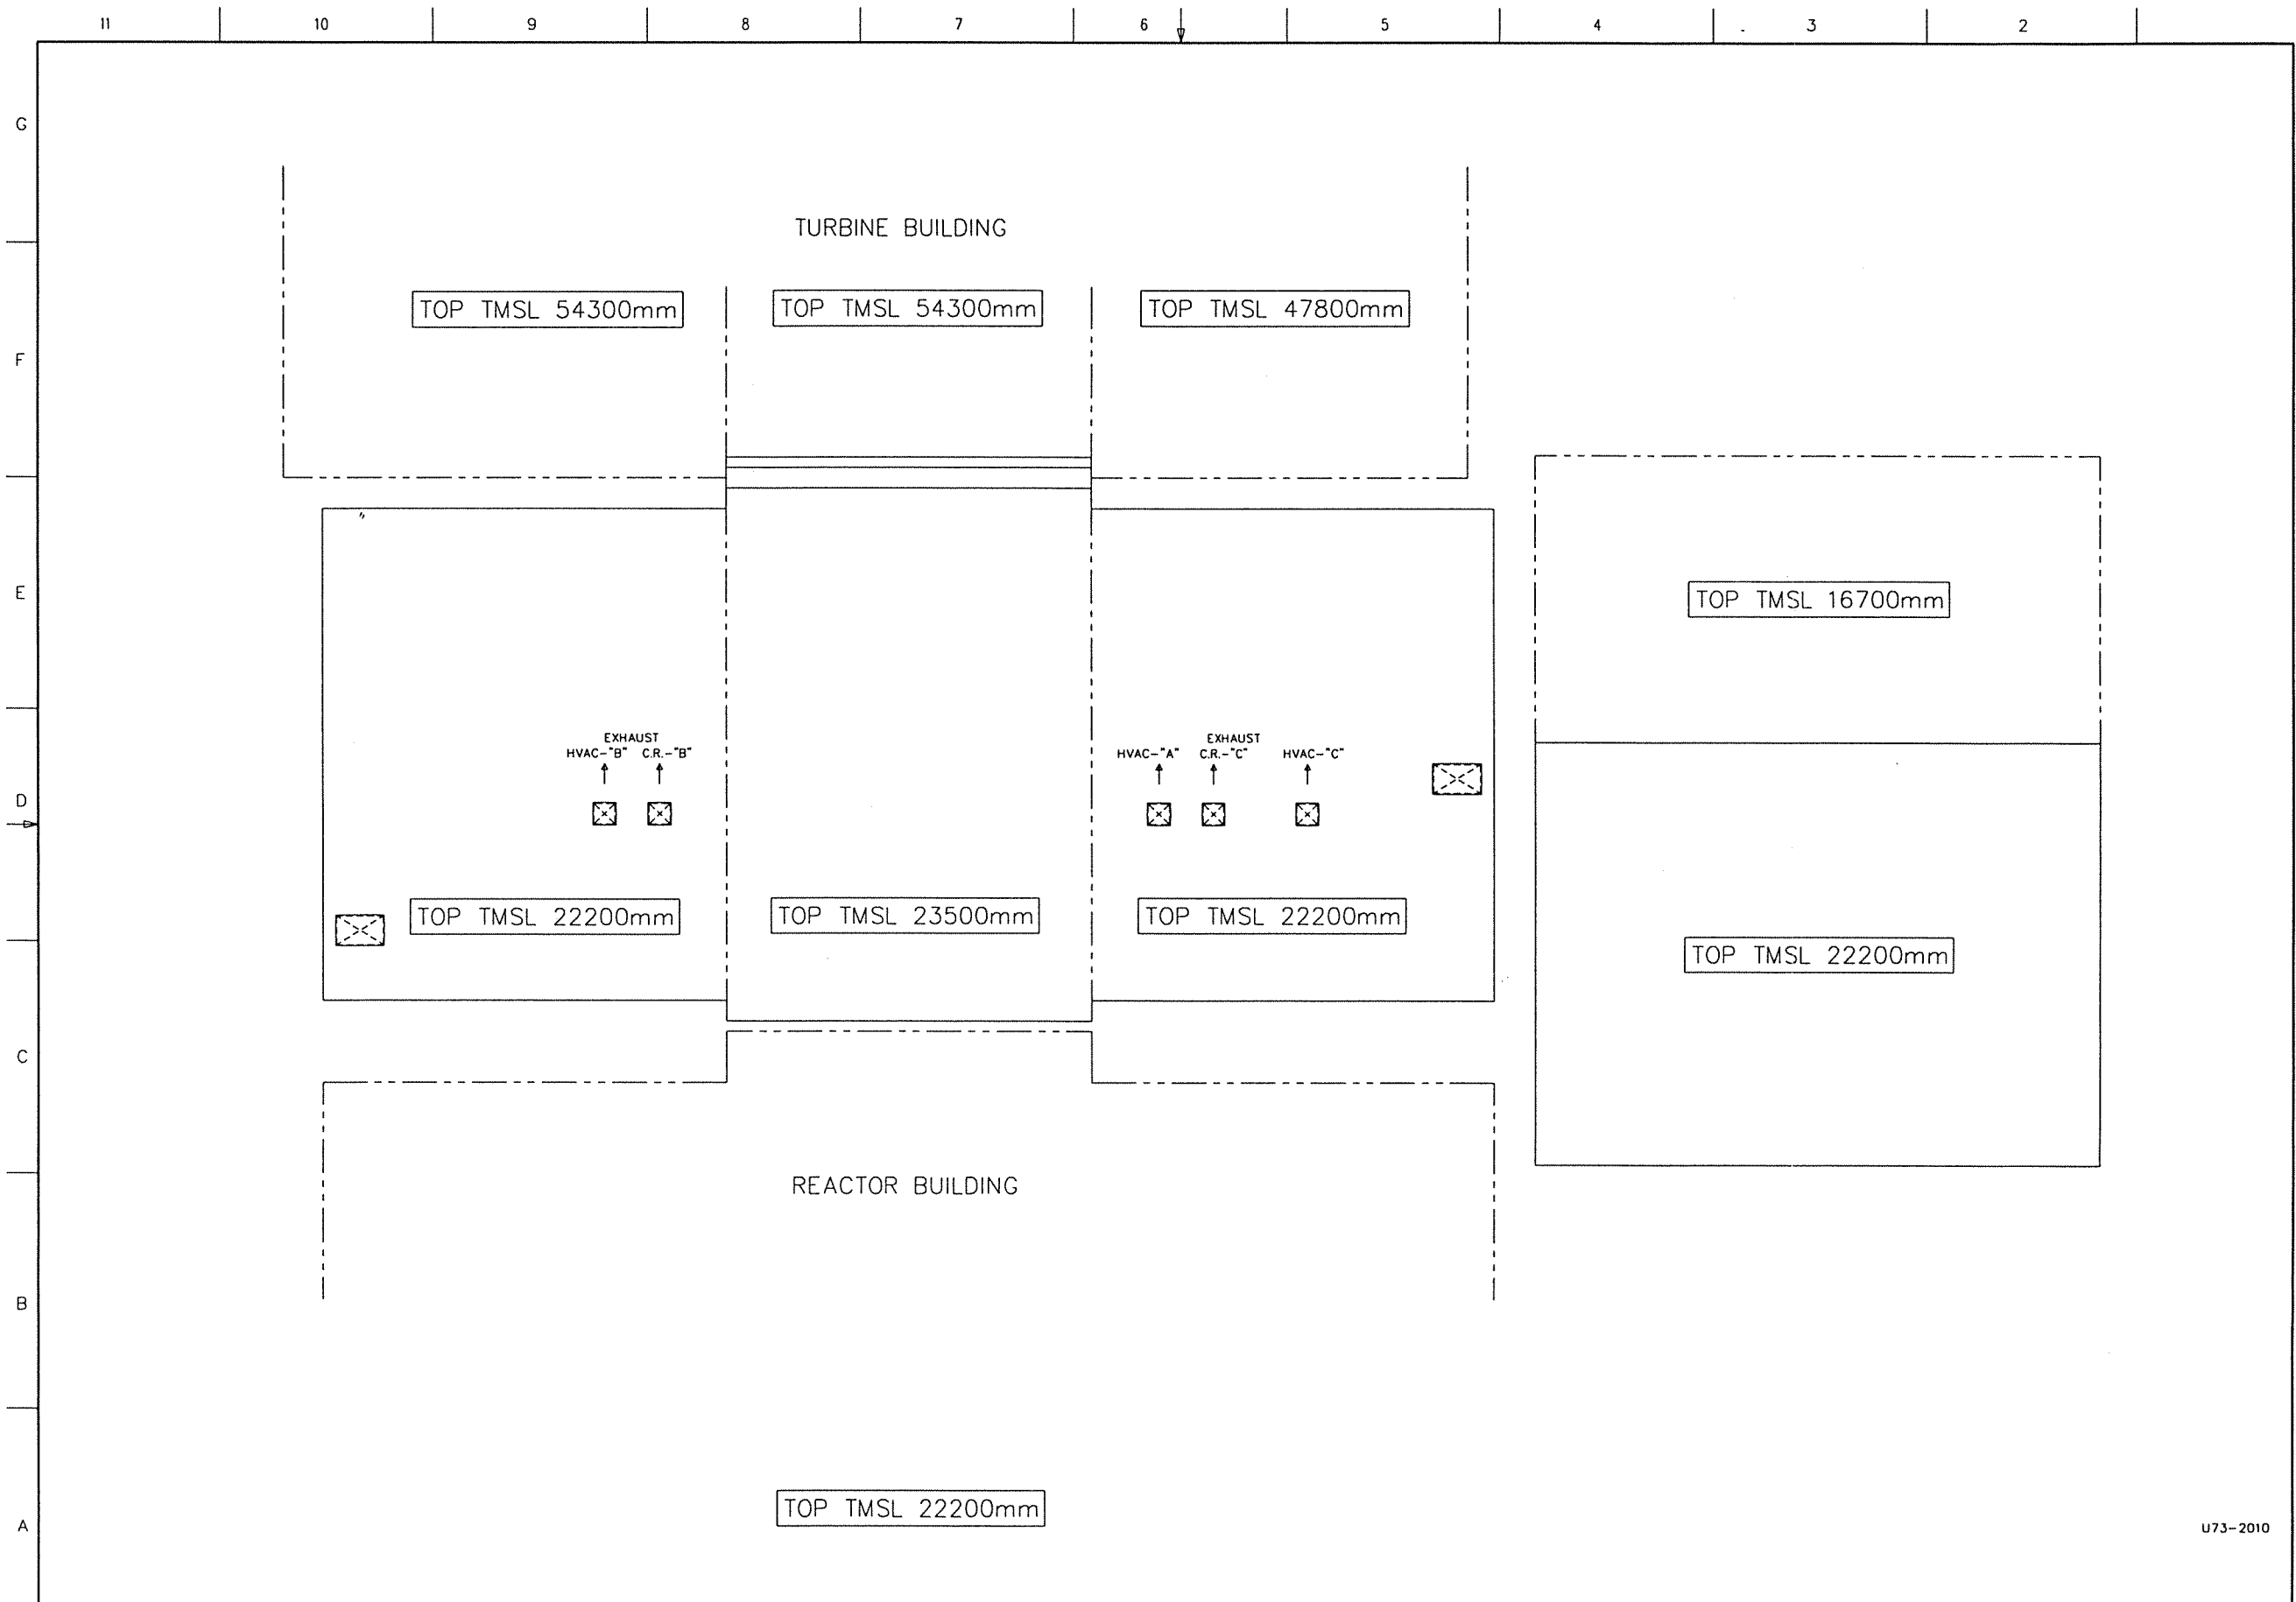 11 10 9 8 7 6 5 4 3 2
G
TURBINE BUILDING
TOP TMSL 54300mm
TOP TMSL 54300mm
TOP TMSL 47800mm
F
E
TOP TMSL 16700mm
EXHAUST
HVAC-"B" C.R.-"B"
EXHAUST
HVAC-"A" C.R.-"C" HVAC-"C"
D
TOP TMSL 22200mm
TOP TMSL 23500mm
TOP TMSL 22200mm
TOP TMSL 22200mm
C
REACTOR BUILDING
B
TOP TMSL 22200mm
A
U73-2010